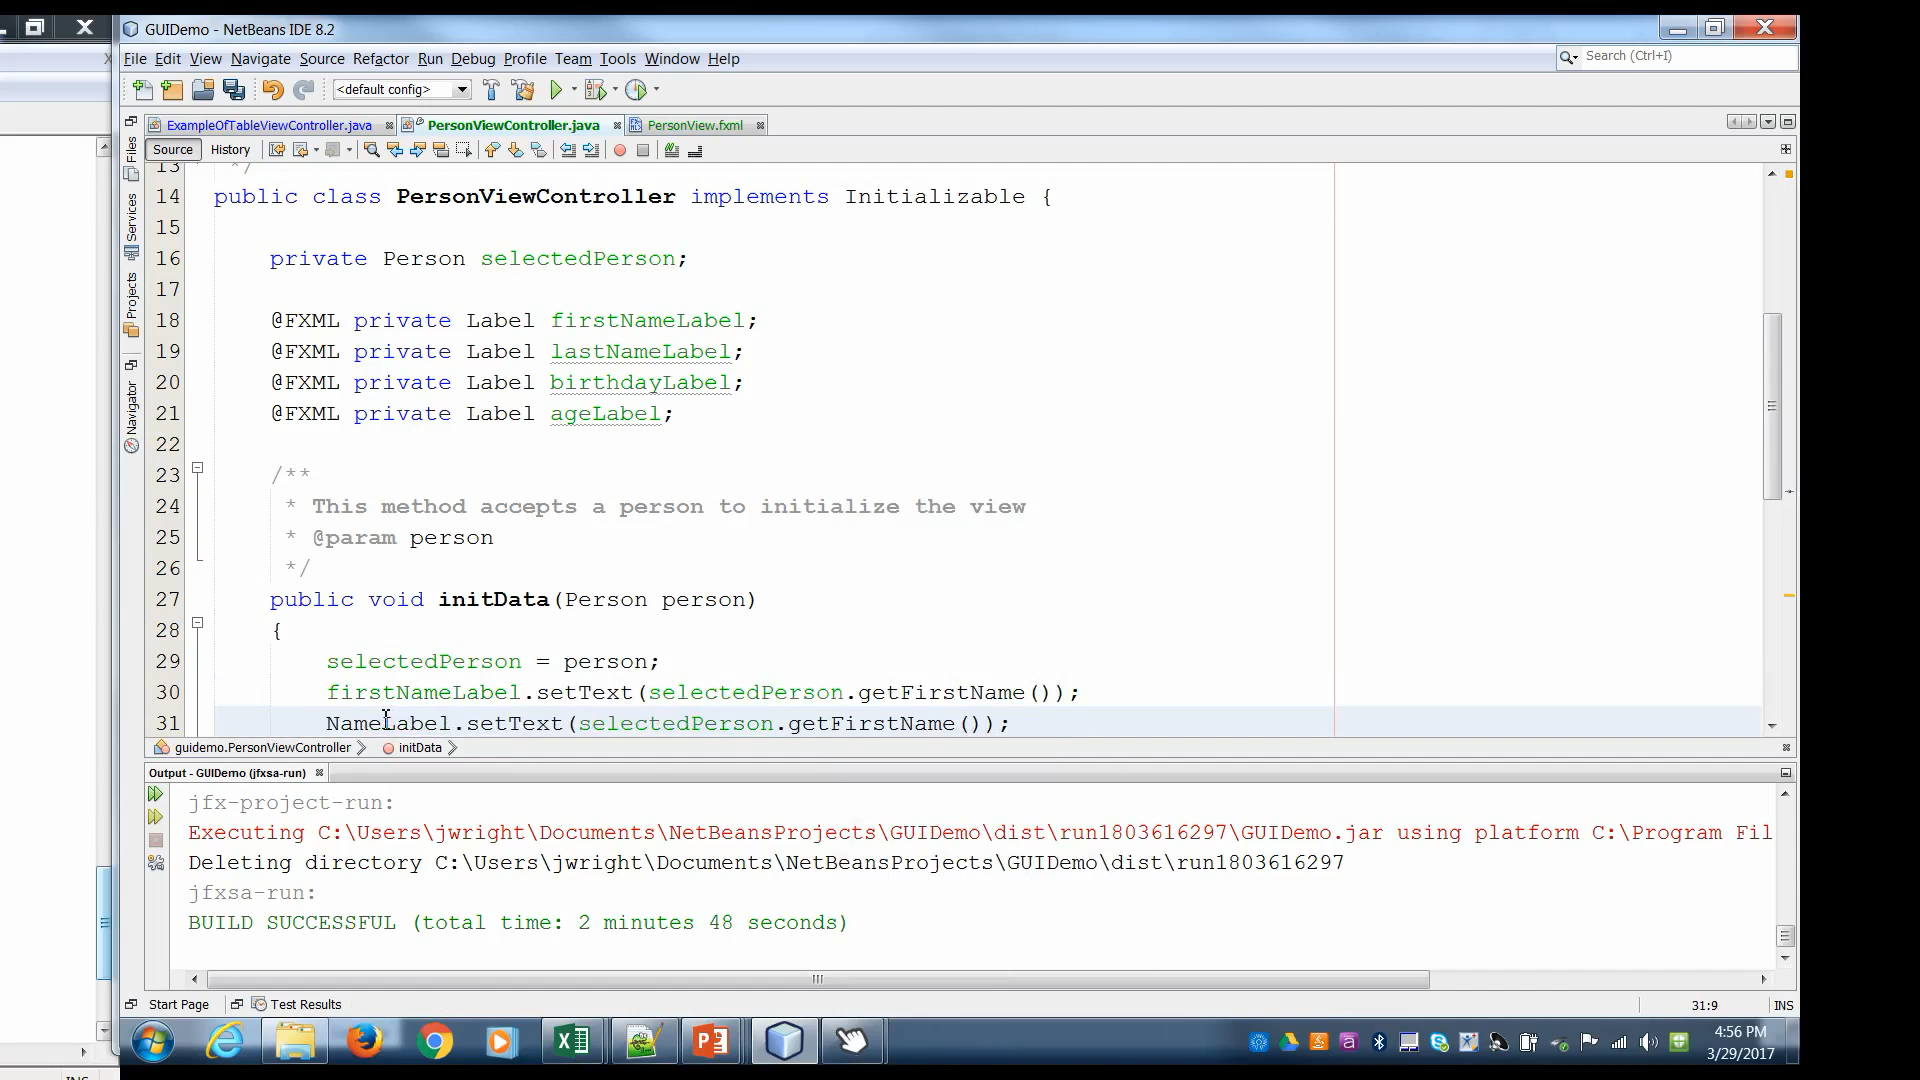 GUIDemo - NetBeans IDE 8.2
File Edit View Navigate Source Refactor Run Debug Profile Team Tools Window Help
Search (Ctrl+I)
<default config>
ExampleOfTableViewController.java PersonViewController.java PersonView.fxml
Source History
Files
Services
Projects
Navigator
13 */
14 public class PersonViewController implements Initializable {
15
16 private Person selectedPerson;
17
18 @FXML private Label firstNameLabel;
19 @FXML private Label lastNameLabel;
20 @FXML private Label birthdayLabel;
21 @FXML private Label ageLabel;
22
23 /**
24 * This method accepts a person to initialize the view
25 * @param person
26 */
27 public void initData(Person person)
28 {
29 selectedPerson = person;
30 firstNameLabel.setText(selectedPerson.getFirstName());
31 NameLabel.setText(selectedPerson.getFirstName());
guidemo.PersonViewController initData
Output - GUIDemo (jfxsa-run)
jfx-project-run:
Executing C:\Users\jwright\Documents\NetBeansProjects\GUIDemo\dist\run1803616297\GUIDemo.jar using platform C:\Program Fil
Deleting directory C:\Users\jwright\Documents\NetBeansProjects\GUIDemo\dist\run1803616297
jfxsa-run:
BUILD SUCCESSFUL (total time: 2 minutes 48 seconds)
Start Page Test Results
31:9 INS
4:56 PM
3/29/2017